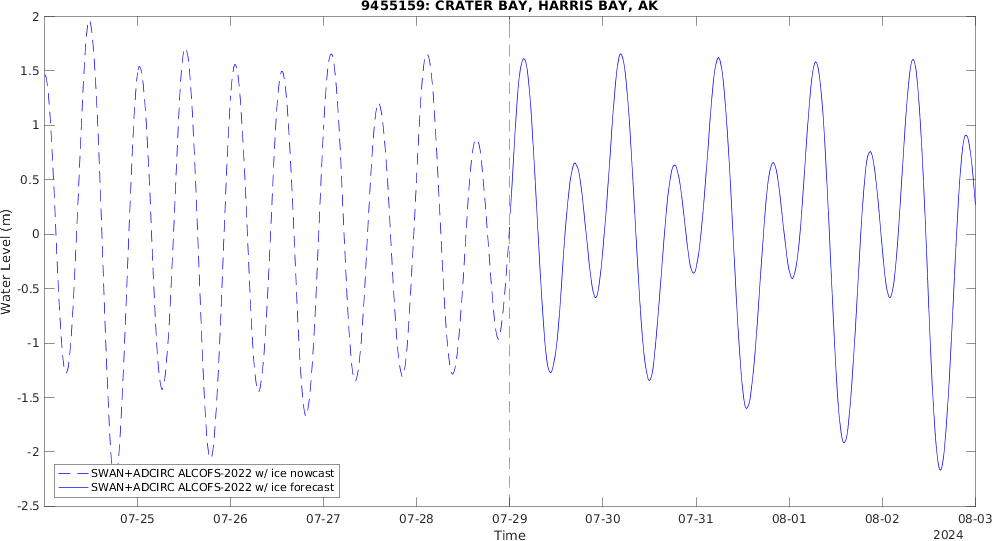 9455159: CRATER BAY, HARRIS BAY, AK
2
1.5
1
0.5
0
-0.5
-1
-1.5
-2
-2.5
Water Level (m)
SWAN+ADCIRC ALCOFS-2022 w/ ice nowcast
SWAN+ADCIRC ALCOFS-2022 w/ ice forecast
07-25 07-26 07-27 07-28 07-29 07-30 07-31 08-01 08-02 08-03
Time
2024